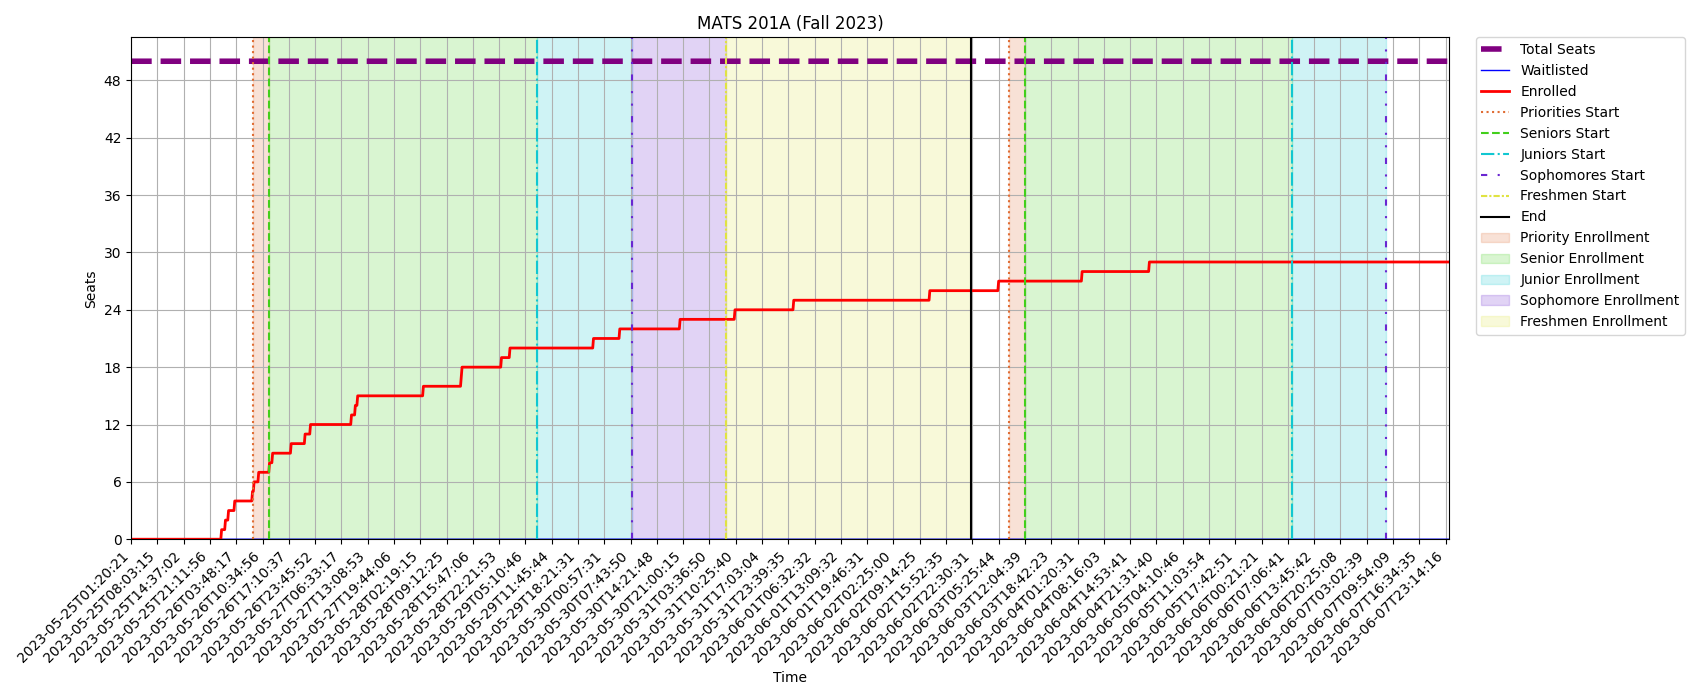 MATS 201A (Fall 2023)
Seats
48
42
36
30
24
18
12
6
0
2023-05-25T01:20:21
2023-05-25T08:03:15
2023-05-25T14:37:02
2023-05-25T21:11:56
2023-05-26T03:48:17
2023-05-26T10:34:56
2023-05-26T17:10:37
2023-05-26T23:45:52
2023-05-27T06:33:17
2023-05-27T13:08:53
2023-05-27T19:44:06
2023-05-28T02:19:15
2023-05-28T09:12:25
2023-05-28T15:47:06
2023-05-28T22:21:53
2023-05-29T05:10:46
2023-05-29T11:45:44
2023-05-29T18:21:31
2023-05-30T00:57:31
2023-05-30T07:43:50
2023-05-30T14:21:48
2023-05-30T21:00:15
2023-05-31T03:36:50
2023-05-31T10:25:40
2023-05-31T17:03:04
2023-05-31T23:39:35
2023-06-01T06:32:32
2023-06-01T13:09:32
2023-06-01T19:46:31
2023-06-02T02:25:00
2023-06-02T09:14:25
2023-06-02T15:52:35
2023-06-02T22:30:31
2023-06-03T05:25:44
2023-06-03T12:04:39
2023-06-03T18:42:23
2023-06-04T01:20:31
2023-06-04T08:16:03
2023-06-04T14:53:41
2023-06-04T21:31:40
2023-06-05T04:10:46
2023-06-05T11:03:54
2023-06-05T17:42:51
2023-06-06T00:21:21
2023-06-06T07:06:41
2023-06-06T13:45:42
2023-06-06T20:25:08
2023-06-07T03:02:39
2023-06-07T09:54:09
2023-06-07T16:34:35
2023-06-07T23:14:16
Time
Total Seats
Waitlisted
Enrolled
Priorities Start
Seniors Start
Juniors Start
Sophomores Start
Freshmen Start
End
Priority Enrollment
Senior Enrollment
Junior Enrollment
Sophomore Enrollment
Freshmen Enrollment